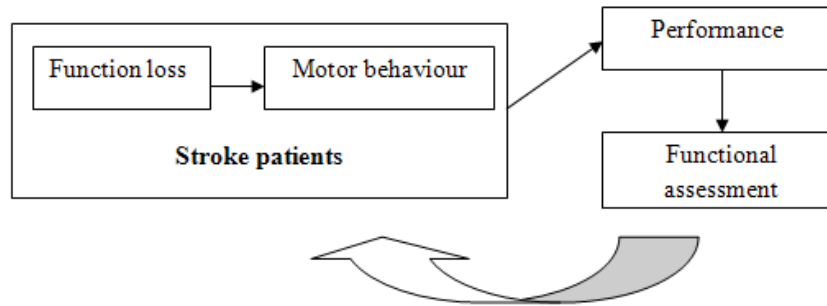 Performance
Function loss
Motor behaviour
Stroke patients
Functional
assessment